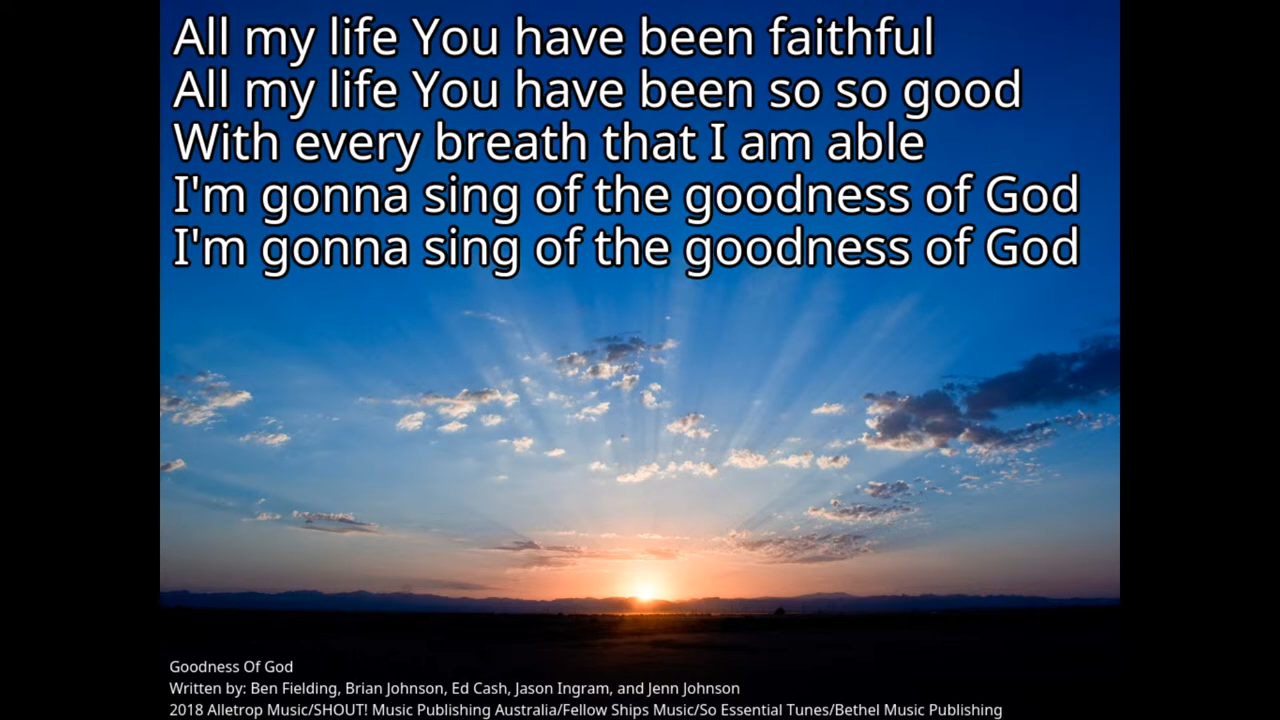 All my life You have been faithful
All my life You have been so so good
With every breath that I am able
I'm gonna sing of the goodness of God
I'm gonna sing of the goodness of God
Goodness Of God
Written by: Ben Fielding, Brian Johnson, Ed Cash, Jason Ingram, and Jenn Johnson
2018 Alletrop Music/SHOUT! Music Publishing Australia/Fellow Ships Music/So Essential Tunes/Bethel Music Publishing